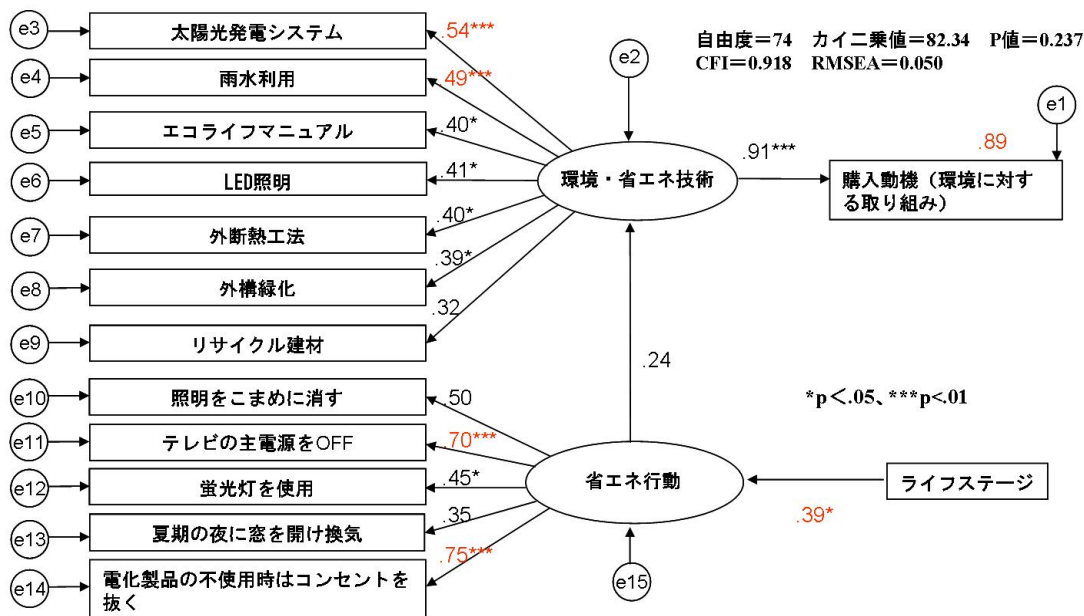 e3
太陽光発電システム
.54***
e4
雨水利用
.49***
e5
エコライフマニュアル
.40*
e6
LED照明
.41*
e7
外断熱工法
.40*
e8
外構緑化
.39*
e9
リサイクル建材
.32
e2
環境・省エネ技術
自由度＝74 カイ二乗値＝82.34 P値＝0.237
CFI＝0.918 RMSEA＝0.050
e1
.89
.91***
購入動機（環境に対す
る取り組み）
.24
*p＜.05、***p<.01
e10
照明をこまめに消す
.50
e11
テレビの主電源をOFF
.70***
e12
蛍光灯を使用
.45*
e13
夏期の夜に窓を開け換気
.35
e14
電化製品の不使用時はコンセントを
抜く
.75***
省エネ行動
e15
ライフステージ
.39*